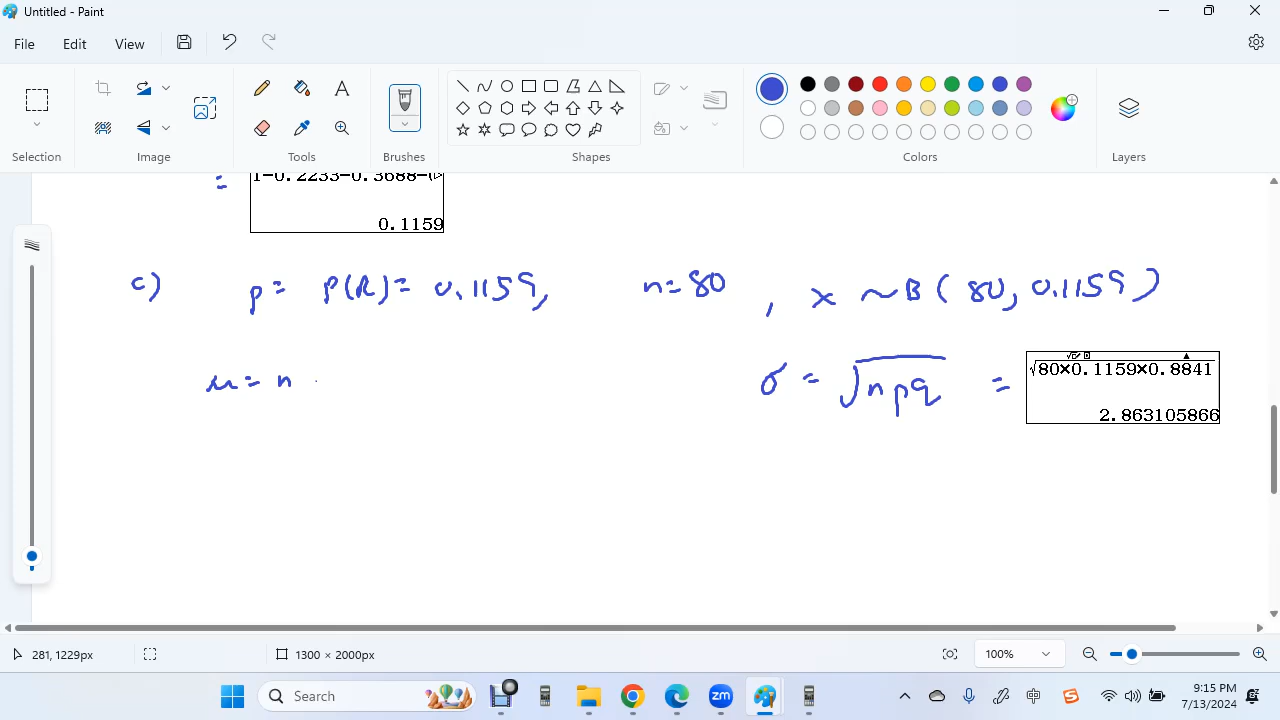 Untitled - Paint
File Edit View
Selection Image Tools Brushes Shapes Colors Layers
= 1-0.2233-0.3688-(
0.1159
c) p = P(R) = 0.1159, n = 80 , x ~ B ( 80, 0.1159 )
μ = n σ = √npq = √80×0.1159×0.8841
2.863105866
281, 1229px 1300 × 2000px 100%
Search zm 中 S 9:15 PM
7/13/2024